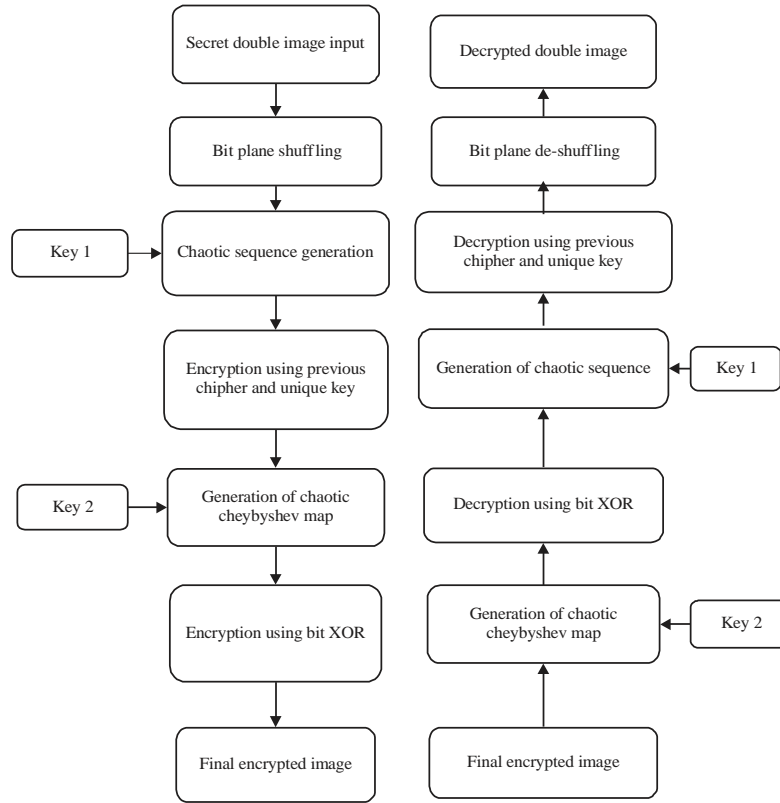 Secret double image input
Bit plane shuffling
Key 1
Chaotic sequence generation
Encryption using previous
chipher and unique key
Key 2
Generation of chaotic
cheybyshev map
Encryption using bit XOR
Final encrypted image
Decrypted double image
Bit plane de-shuffling
Decryption using previous
chipher and unique key
Generation of chaotic sequence
Key 1
Decryption using bit XOR
Generation of chaotic
cheybyshev map
Key 2
Final encrypted image